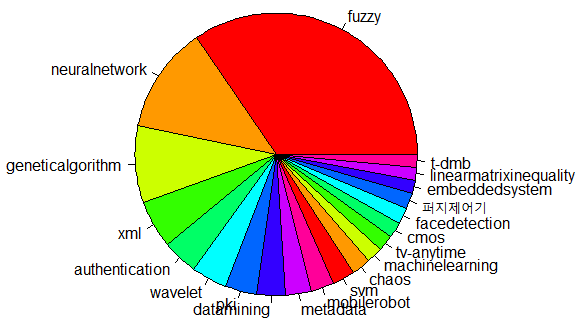 fuzzy
neuralnetwork
geneticalgorithm
xml
authentication
wavelet
pki
datamining
metadata
mobilerobot
svm
chaos
machinelearning
tv-anytime
cmos
facedetection
퍼지제어기
embeddedsystem
linearmatrixinequality
t-dmb